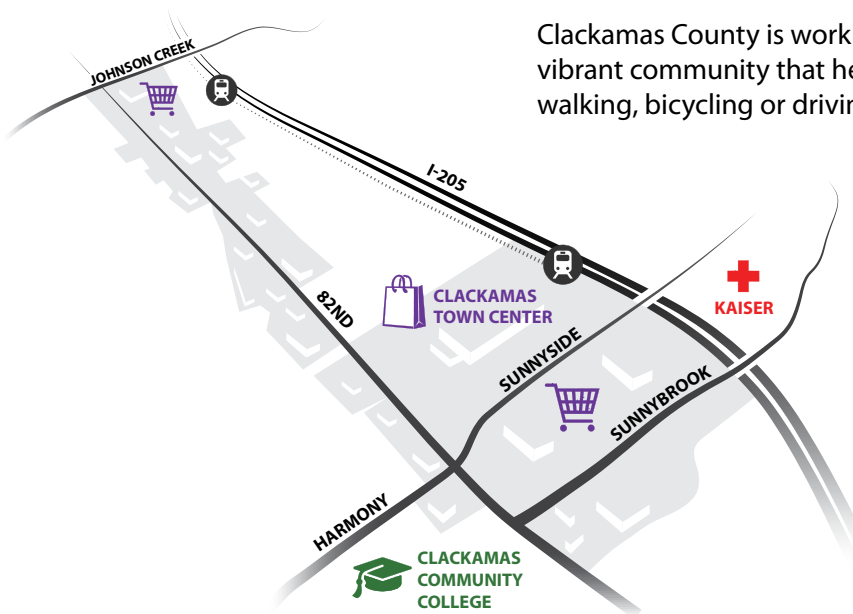 Clackamas County is work
vibrant community that he
walking, bicycling or drivin
JOHNSON CREEK
I-205
82ND
CLACKAMAS
TOWN CENTER
KAISER
SUNNYSIDE
SUNNYBROOK
HARMONY
CLACKAMAS
COMMUNITY
COLLEGE